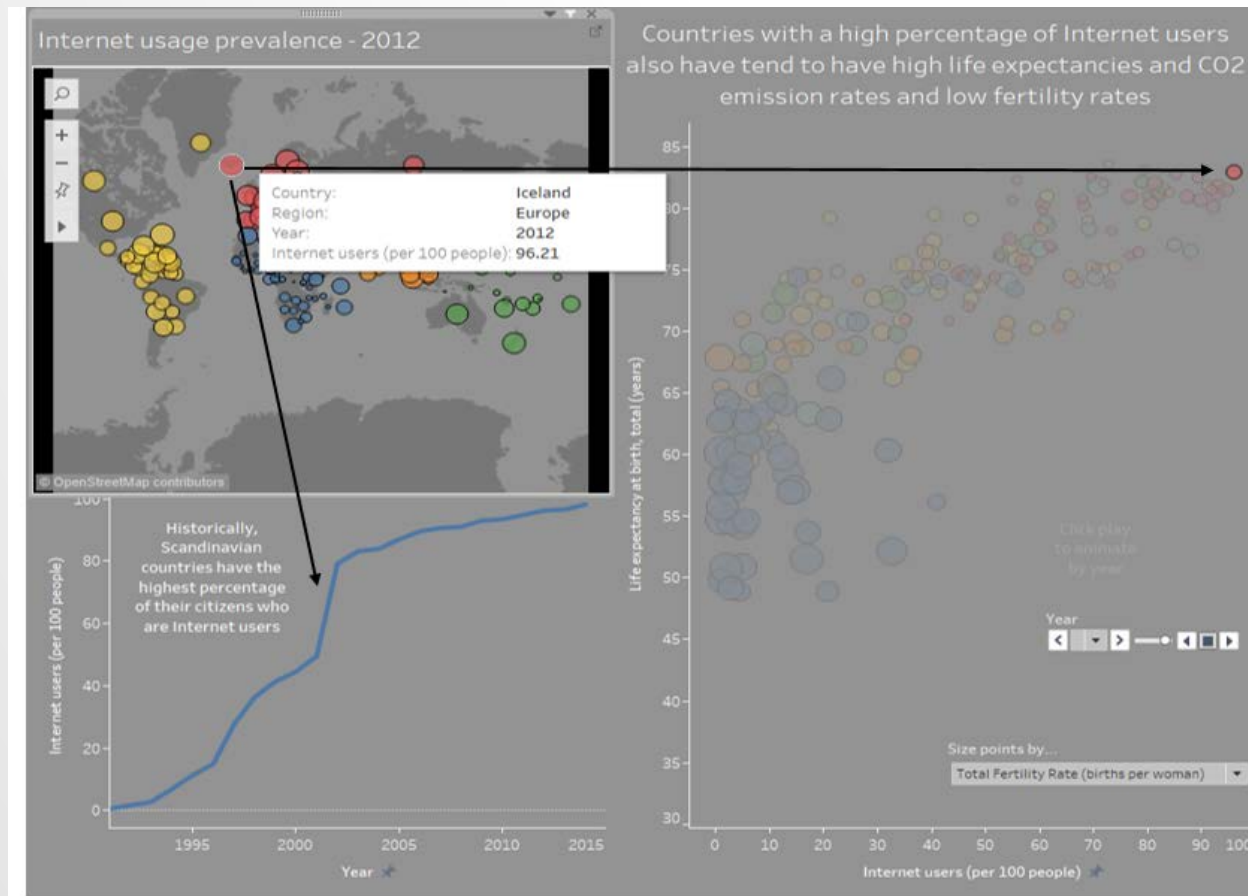 Internet usage prevalence - 2012
Country: Iceland
Region: Europe
Year: 2012
Internet users (per 100 people): 96.21
© OpenStreetMap contributors
Countries with a high percentage of Internet users
also have tend to have high life expectancies and CO2
emission rates and low fertility rates
Life expectancy at birth, total (years)
85
80
75
70
65
60
55
50
45
40
35
30
Click play
to animate
by year
Year
Size points by...
Total Fertility Rate (births per woman)
0 10 20 30 40 50 60 70 80 90 100
Internet users (per 100 people)
Internet users (per 100 people)
100
80
60
40
20
0
Historically,
Scandinavian
countries have the
highest percentage
of their citizens who
are Internet users
1995 2000 2005 2010 2015
Year